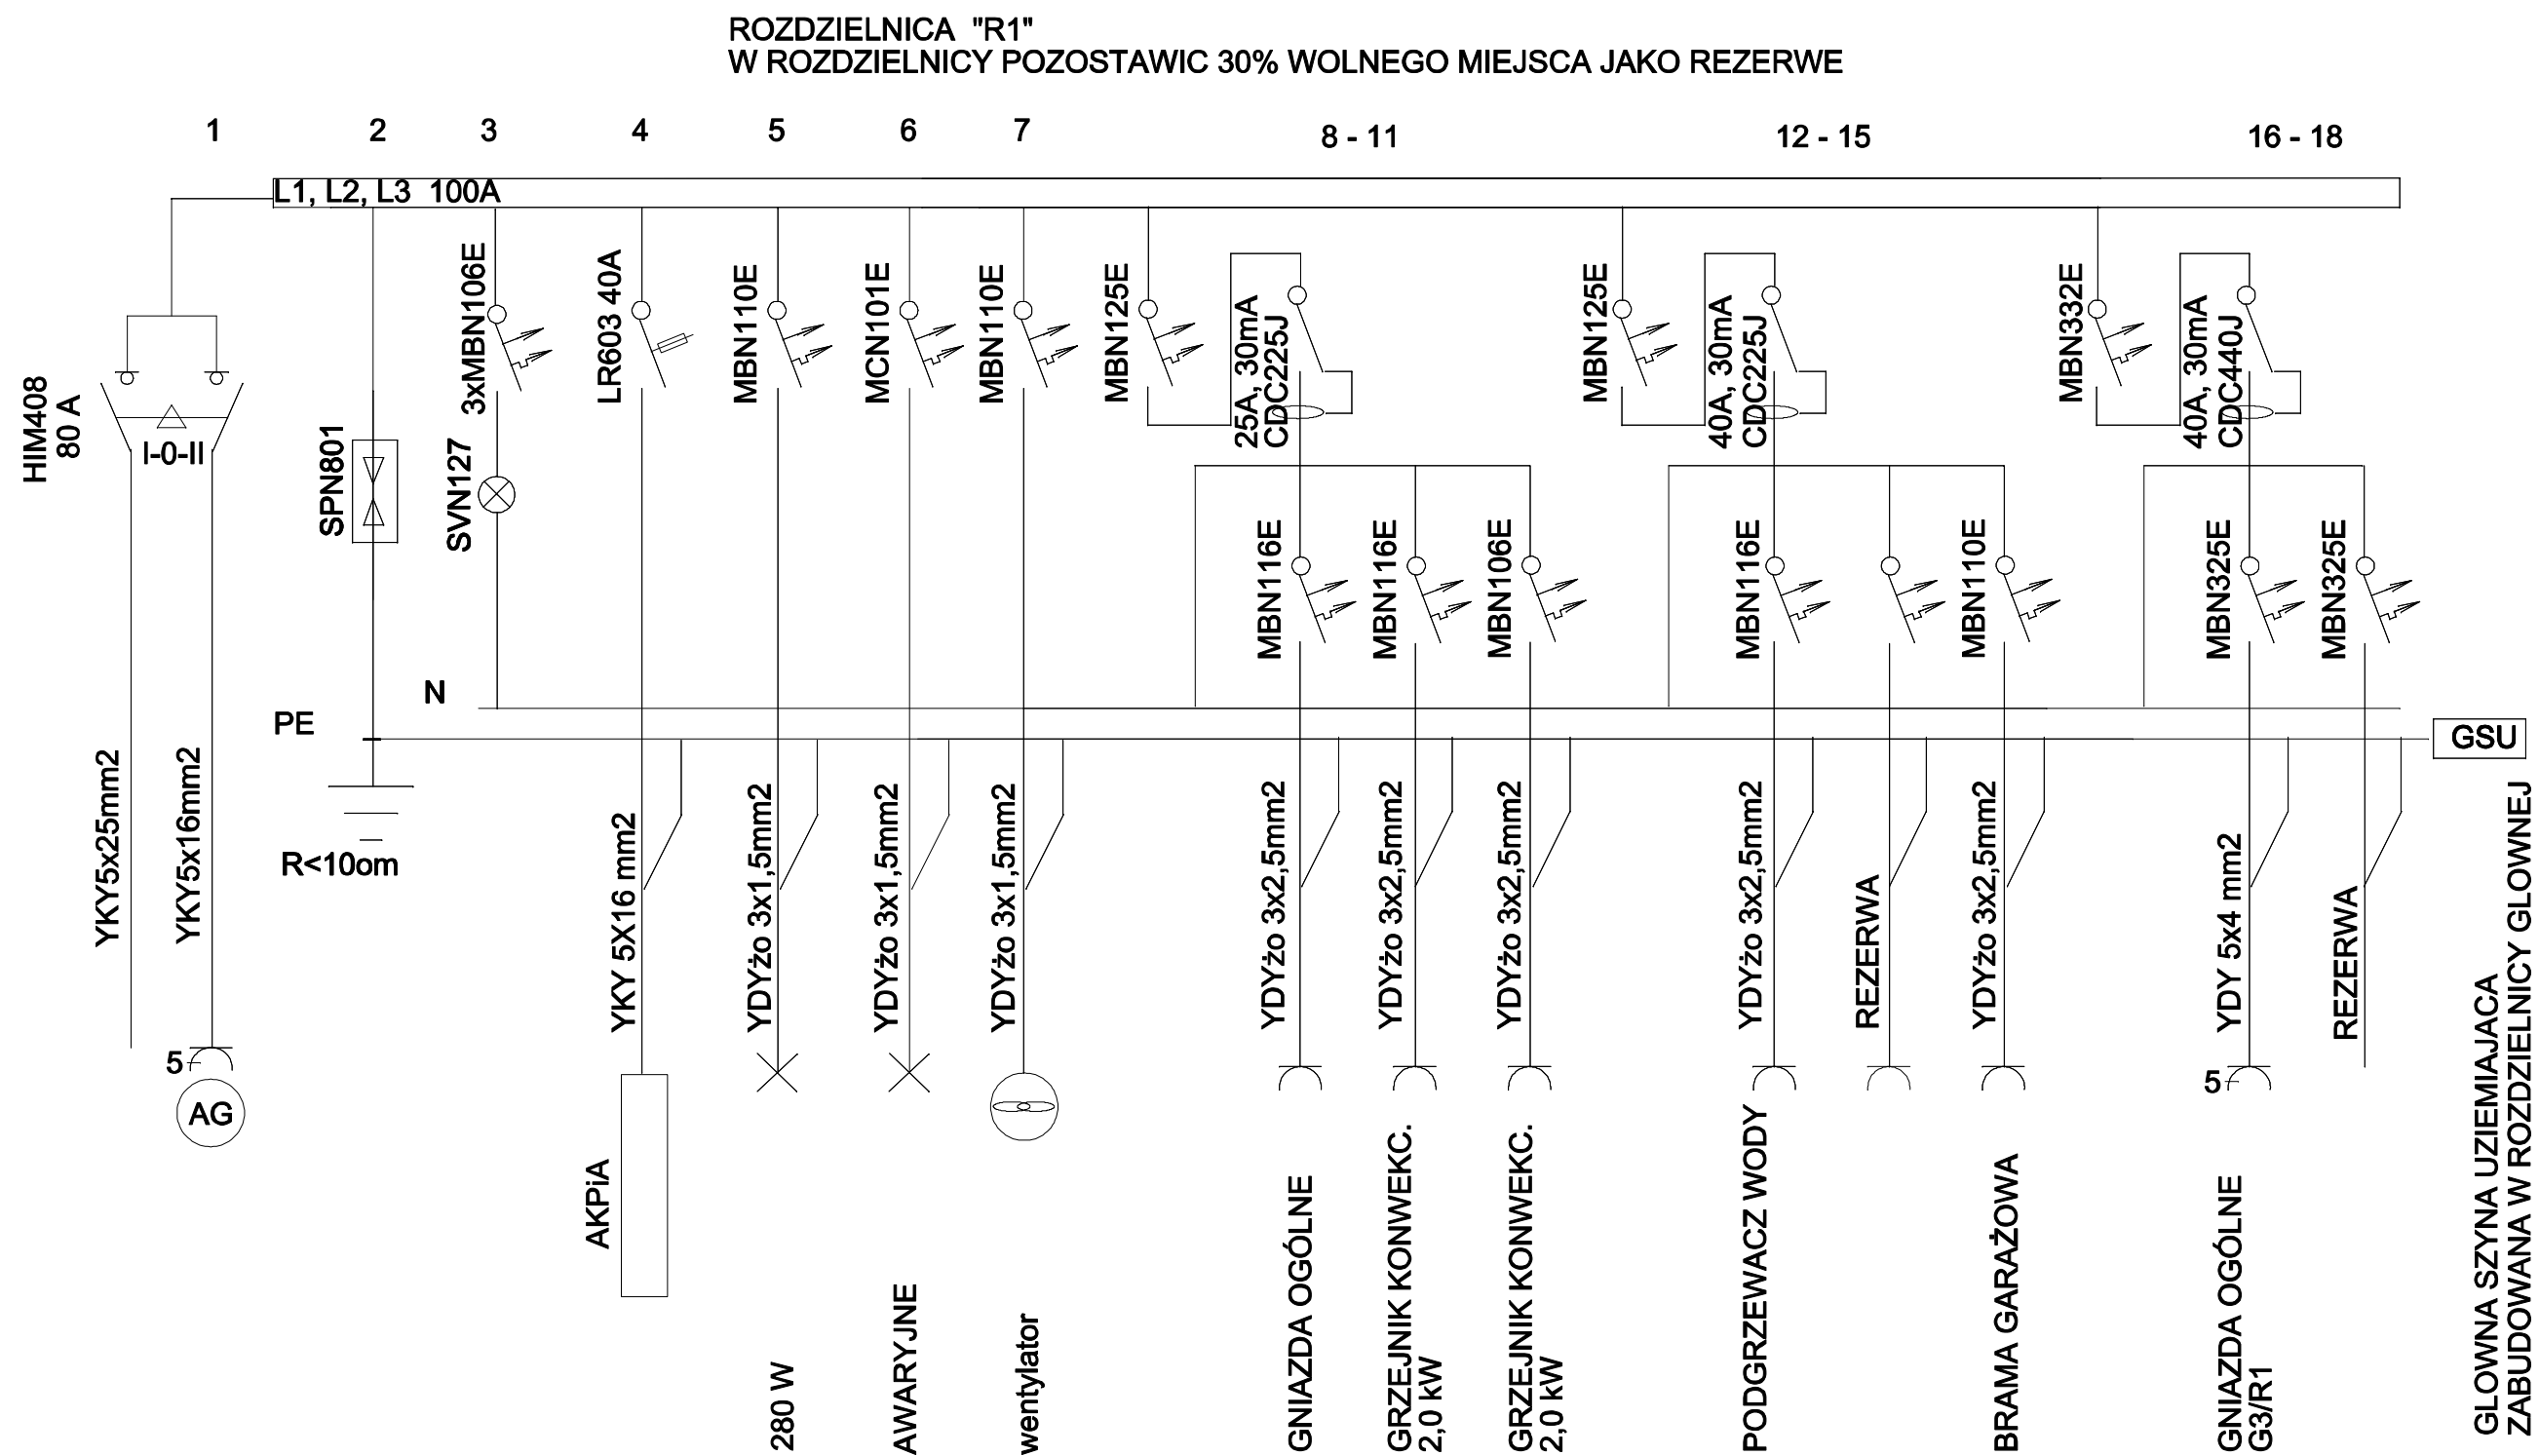 ROZDZIELNICA "R1"
W ROZDZIELNICY POZOSTAWIC 30% WOLNEGO MIEJSCA JAKO REZERWE
1
2
3
4
5
6
7
8 - 11
12 - 15
16 - 18
L1, L2, L3 100A
HIM408
80 A
I-0-II
SPN801
3xMBN106E
SVN127
LR603 40A
MBN110E
MCN101E
MBN110E
MBN125E
25A, 30mA
CDC225J
MBN125E
40A, 30mA
CDC225J
MBN332E
40A, 30mA
CDC440J
MBN116E
MBN116E
MBN106E
MBN116E
MBN110E
MBN325E
MBN325E
N
PE
GSU
R<10om
YKY5x25mm2
YKY5x16mm2
YKY 5X16 mm2
YDYżo 3x1,5mm2
YDYżo 3x1,5mm2
YDYżo 3x1,5mm2
YDYżo 3x2,5mm2
YDYżo 3x2,5mm2
YDYżo 3x2,5mm2
YDYżo 3x2,5mm2
REZERWA
YDYżo 3x2,5mm2
YDY 5x4 mm2
REZERWA
5
AG
5
AKPiA
280 W
AWARYJNE
wentylator
GNIAZDA OGÓLNE
GRZEJNIK KONWEKC.
2,0 kW
GRZEJNIK KONWEKC.
2,0 kW
PODGRZEWACZ WODY
BRAMA GARAŻOWA
GNIAZDA OGÓLNE
G3/R1
GLOWNA SZYNA UZIEMIAJACA
ZABUDOWANA W ROZDZIELNICY GLOWNEJ